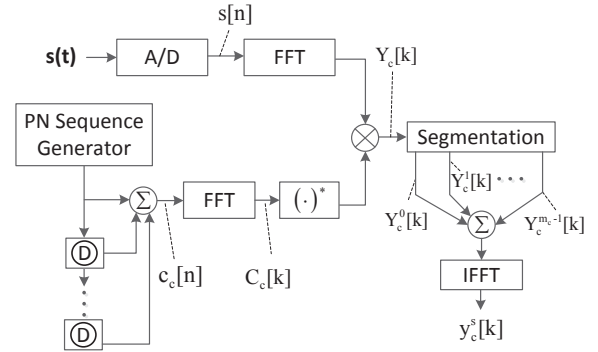 s[n]
s(t)
A/D
FFT
Y_c[k]
PN Sequence
Generator
Segmentation
Σ
FFT
(·)^*
Y_c^0[k]
Y_c^1[k]
Y_c^{m_c-1}[k]
Σ
D
c_c[n]
C_c[k]
IFFT
D
y_c^s[k]